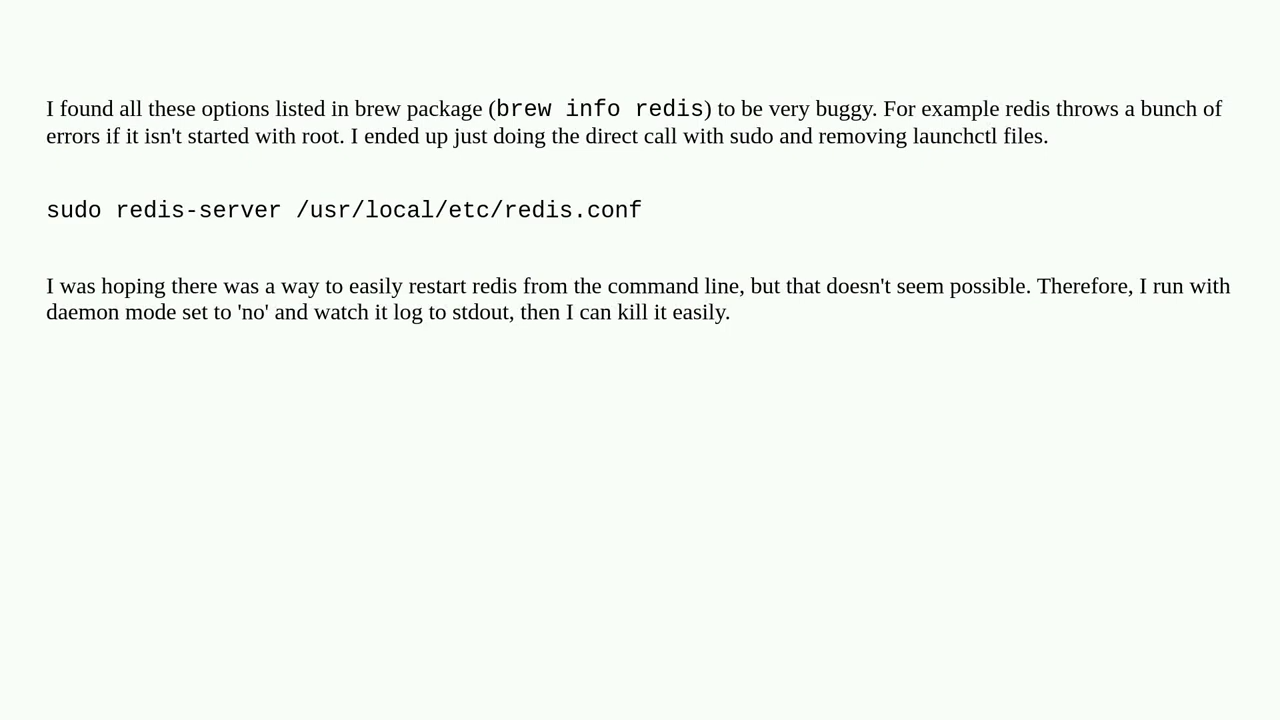 I found all these options listed in brew package (brew info redis) to be very buggy. For example redis throws a bunch of
errors if it isn't started with root. I ended up just doing the direct call with sudo and removing launchctl files.
sudo redis-server /usr/local/etc/redis.conf
I was hoping there was a way to easily restart redis from the command line, but that doesn't seem possible. Therefore, I run with
daemon mode set to 'no' and watch it log to stdout, then I can kill it easily.